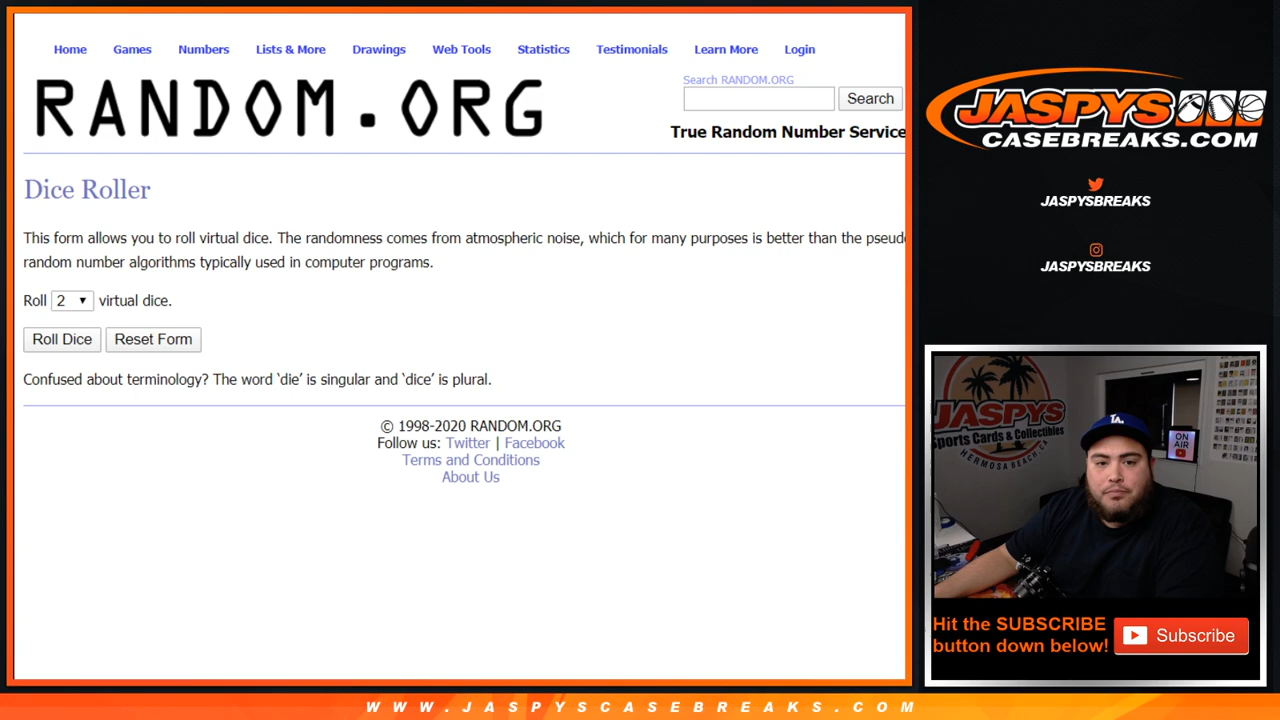 Home Games Numbers Lists & More Drawings Web Tools Statistics Testimonials Learn More Login
RANDOM.ORG
Search RANDOM.ORG
Search
True Random Number Service
Dice Roller
This form allows you to roll virtual dice. The randomness comes from atmospheric noise, which for many purposes is better than the pseudo
random number algorithms typically used in computer programs.
Roll 2 virtual dice.
Roll Dice Reset Form
Confused about terminology? The word ‘die’ is singular and ‘dice’ is plural.
© 1998-2020 RANDOM.ORG
Follow us: Twitter | Facebook
Terms and Conditions
About Us
JASPYS
CASEBREAKS.COM
JASPYSBREAKS
JASPYSBREAKS
JASPYS
Sports Cards & Collectibles
HERMOSA BEACH, CA
LA
ON
AIR
Hit the SUBSCRIBE
button down below!
Subscribe
WWW.JASPYSCASEBREAKS.COM